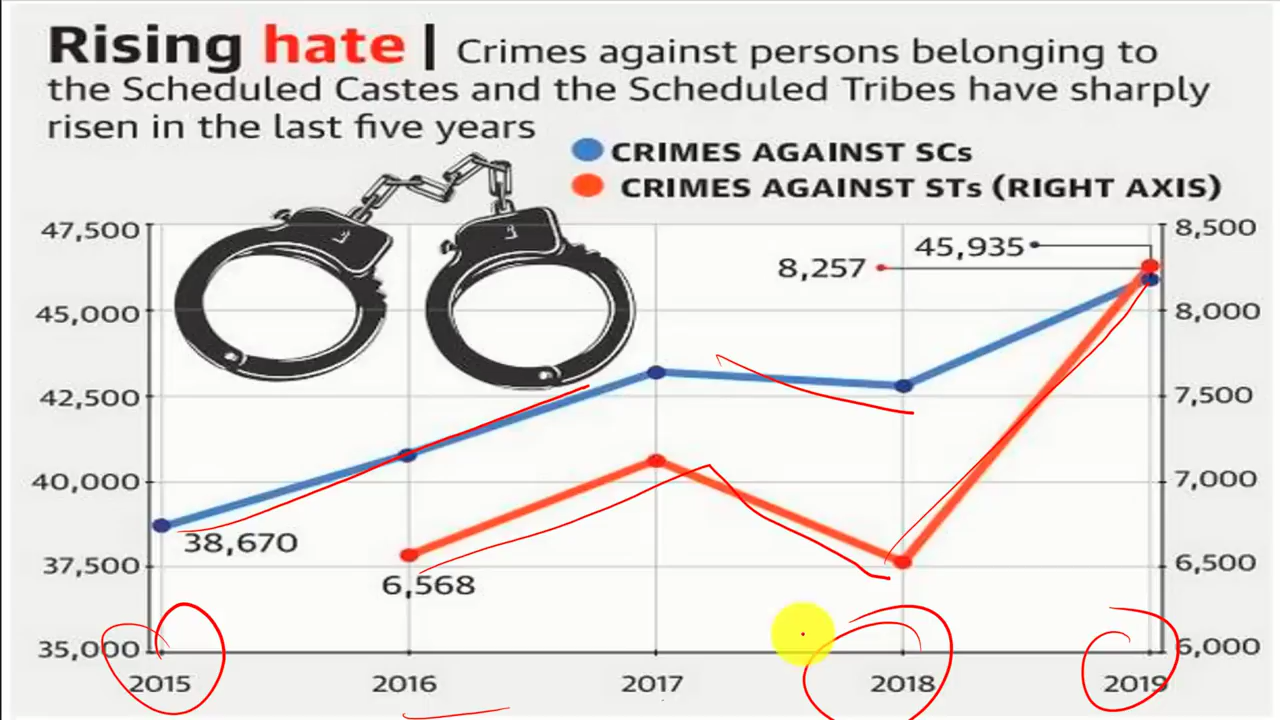 Rising hate | Crimes against persons belonging to
the Scheduled Castes and the Scheduled Tribes have sharply
risen in the last five years
CRIMES AGAINST SCs
CRIMES AGAINST STs (RIGHT AXIS)
47,500
45,000
42,500
40,000
37,500
35,000
8,500
8,000
7,500
7,000
6,500
6,000
45,935
8,257
38,670
6,568
2015 2016 2017 2018 2019